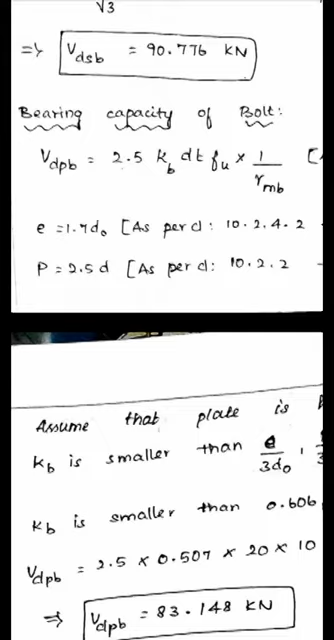 √3
⇒ Vdsb = 90.776 KN
Bearing capacity of Bolt:
Vdpb = 2.5 kb dt fu × 1/γmb [
e = 1.7d₀ [As per cl: 10.2.4.2
P = 2.5 d [As per cl: 10.2.2
Assume that plate is
Kb is smaller than e/3d₀ ,
Kb is smaller than 0.606
Vdpb = 2.5 × 0.507 × 20 × 10
⇒ Vdpb = 83.148 KN